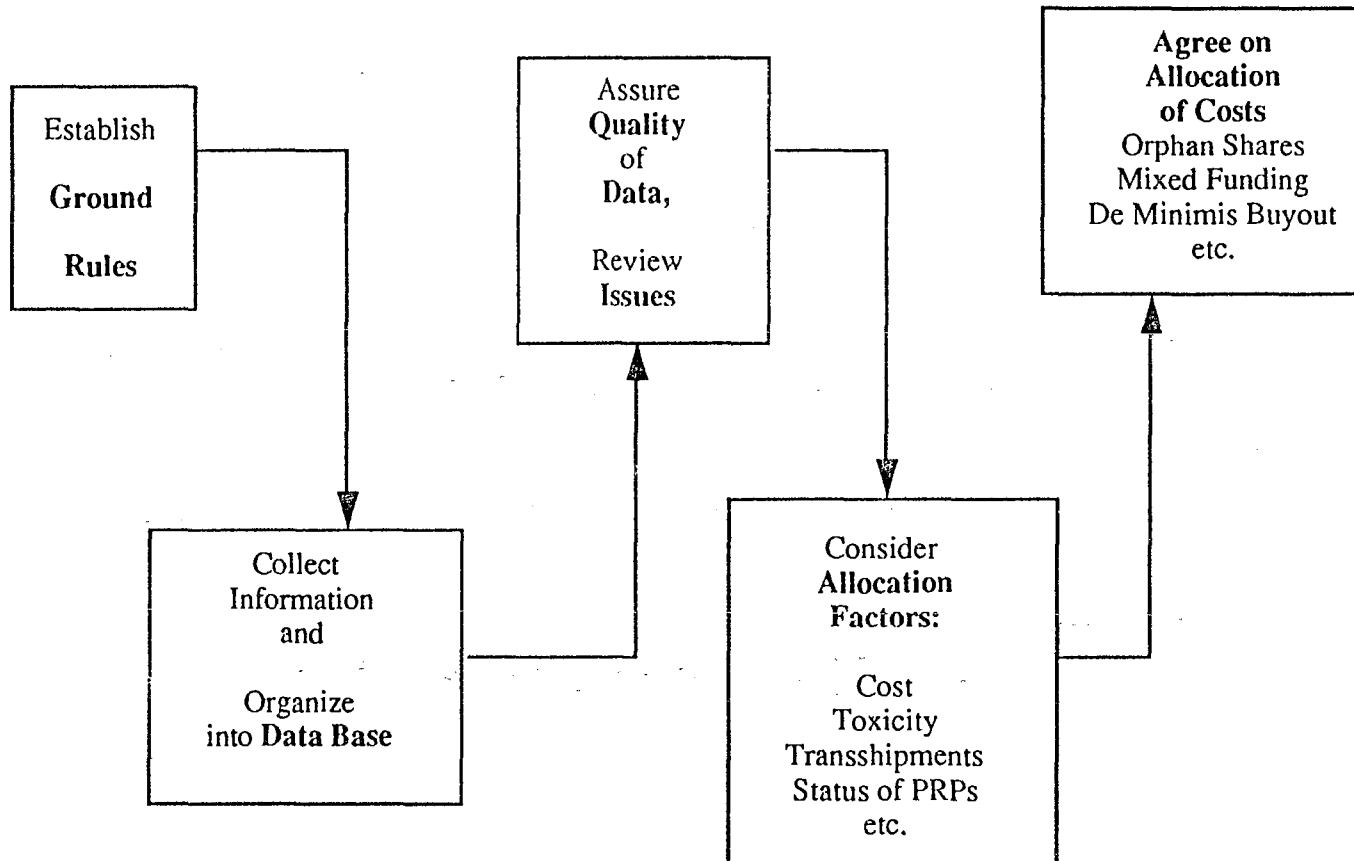 Establish
Ground
Rules
Collect
Information
and
Organize
into Data Base
Assure
Quality
of
Data,
Review
Issues
Consider
Allocation
Factors:
Cost
Toxicity
Transshipments
Status of PRPs
etc.
Agree on
Allocation
of Costs
Orphan Shares
Mixed Funding
De Minimis Buyout
etc.